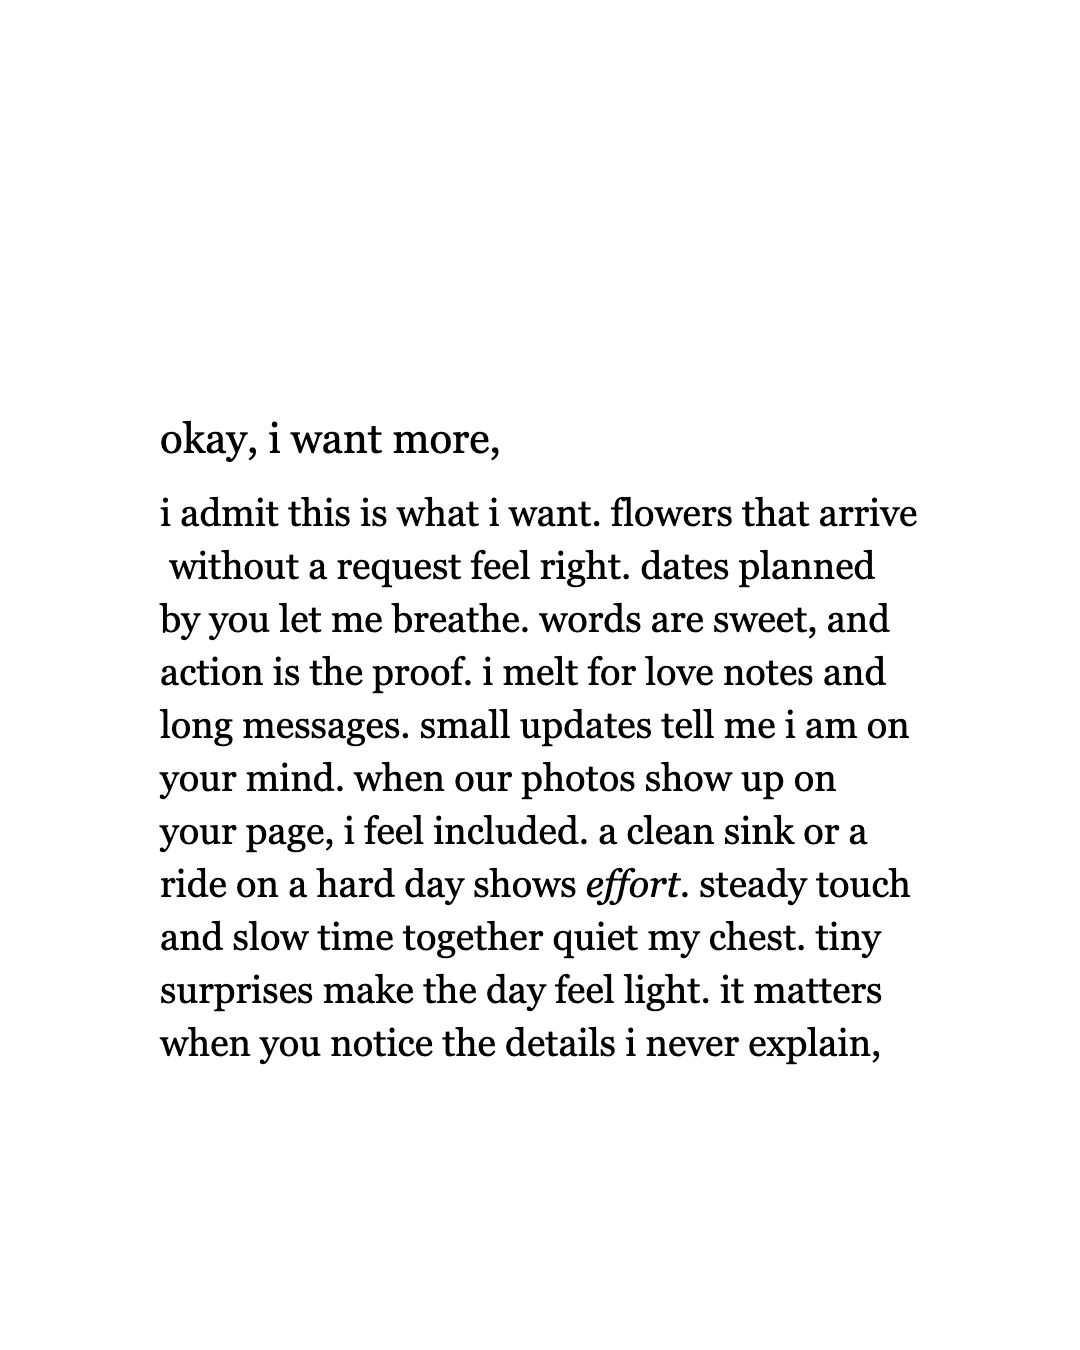 okay, i want more,
i admit this is what i want. flowers that arrive
without a request feel right. dates planned
by you let me breathe. words are sweet, and
action is the proof. i melt for love notes and
long messages. small updates tell me i am on
your mind. when our photos show up on
your page, i feel included. a clean sink or a
ride on a hard day shows effort. steady touch
and slow time together quiet my chest. tiny
surprises make the day feel light. it matters
when you notice the details i never explain,